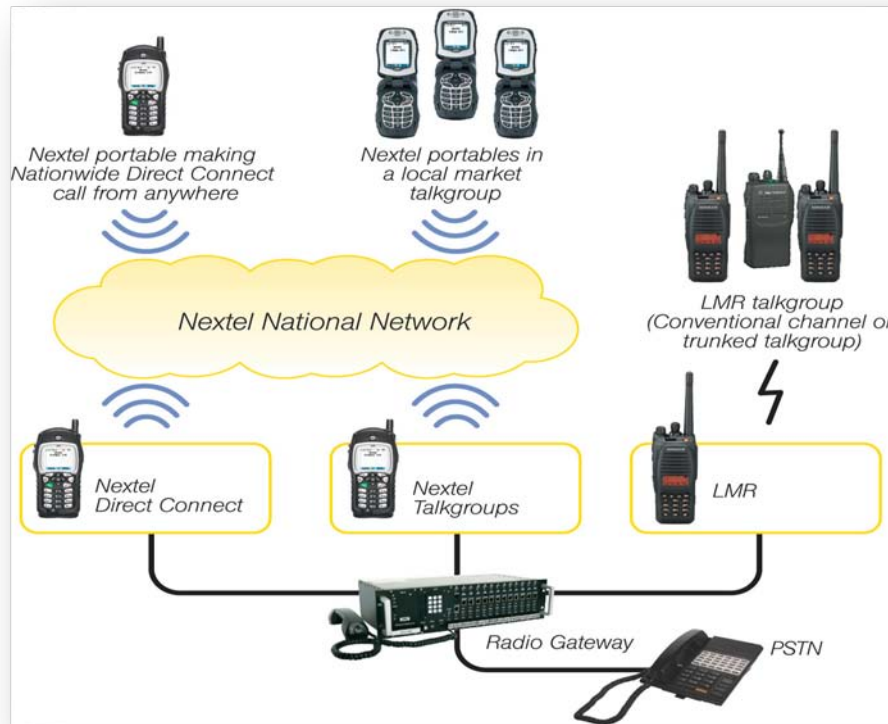 Nextel portable making
Nationwide Direct Connect
call from anywhere
Nextel portables in
a local market
talkgroup
LMR talkgroup
(Conventional channel or
trunked talkgroup)
Nextel National Network
Nextel
Direct Connect
Nextel
Talkgroups
LMR
Radio Gateway
PSTN